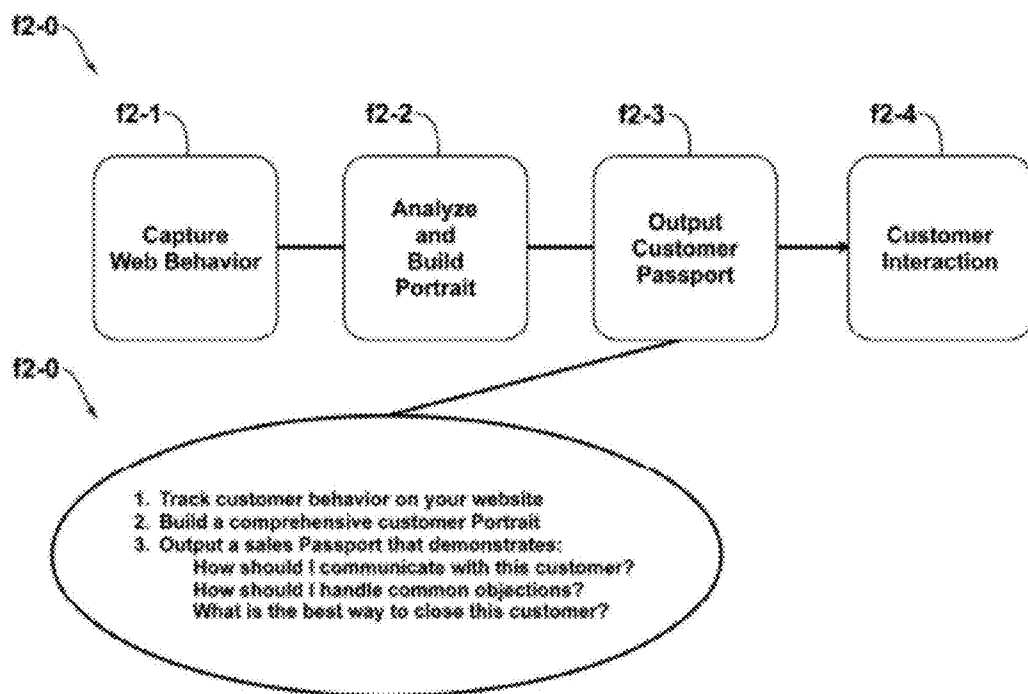 f2-0
f2-1
f2-2
f2-3
f2-4
Capture
Web Behavior
Analyze
and
Build
Portrait
Output
Customer
Passport
Customer
Interaction
f2-0
1. Track customer behavior on your website
2. Build a comprehensive customer Portrait
3. Output a sales Passport that demonstrates:
How should I communicate with this customer?
How should I handle common objections?
What is the best way to close this customer?